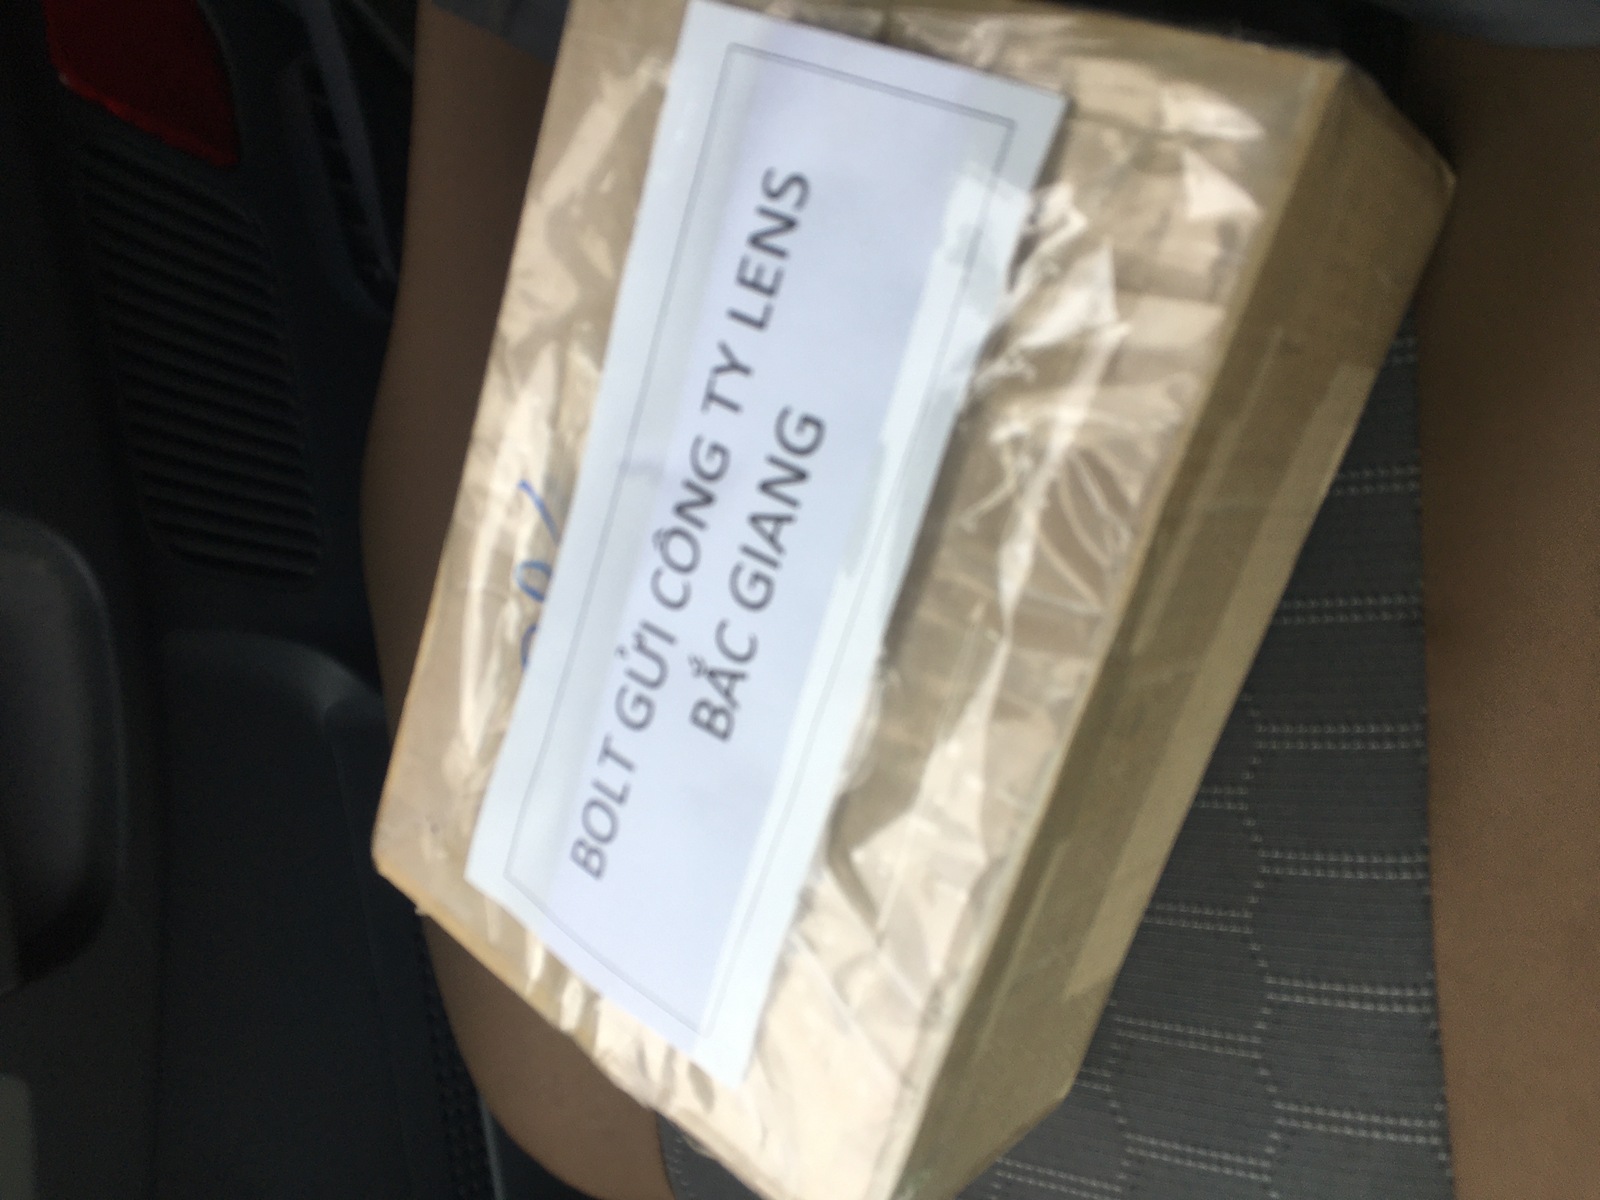 BOLT GỬI CÔNG TY LENS
BẮC GIANG